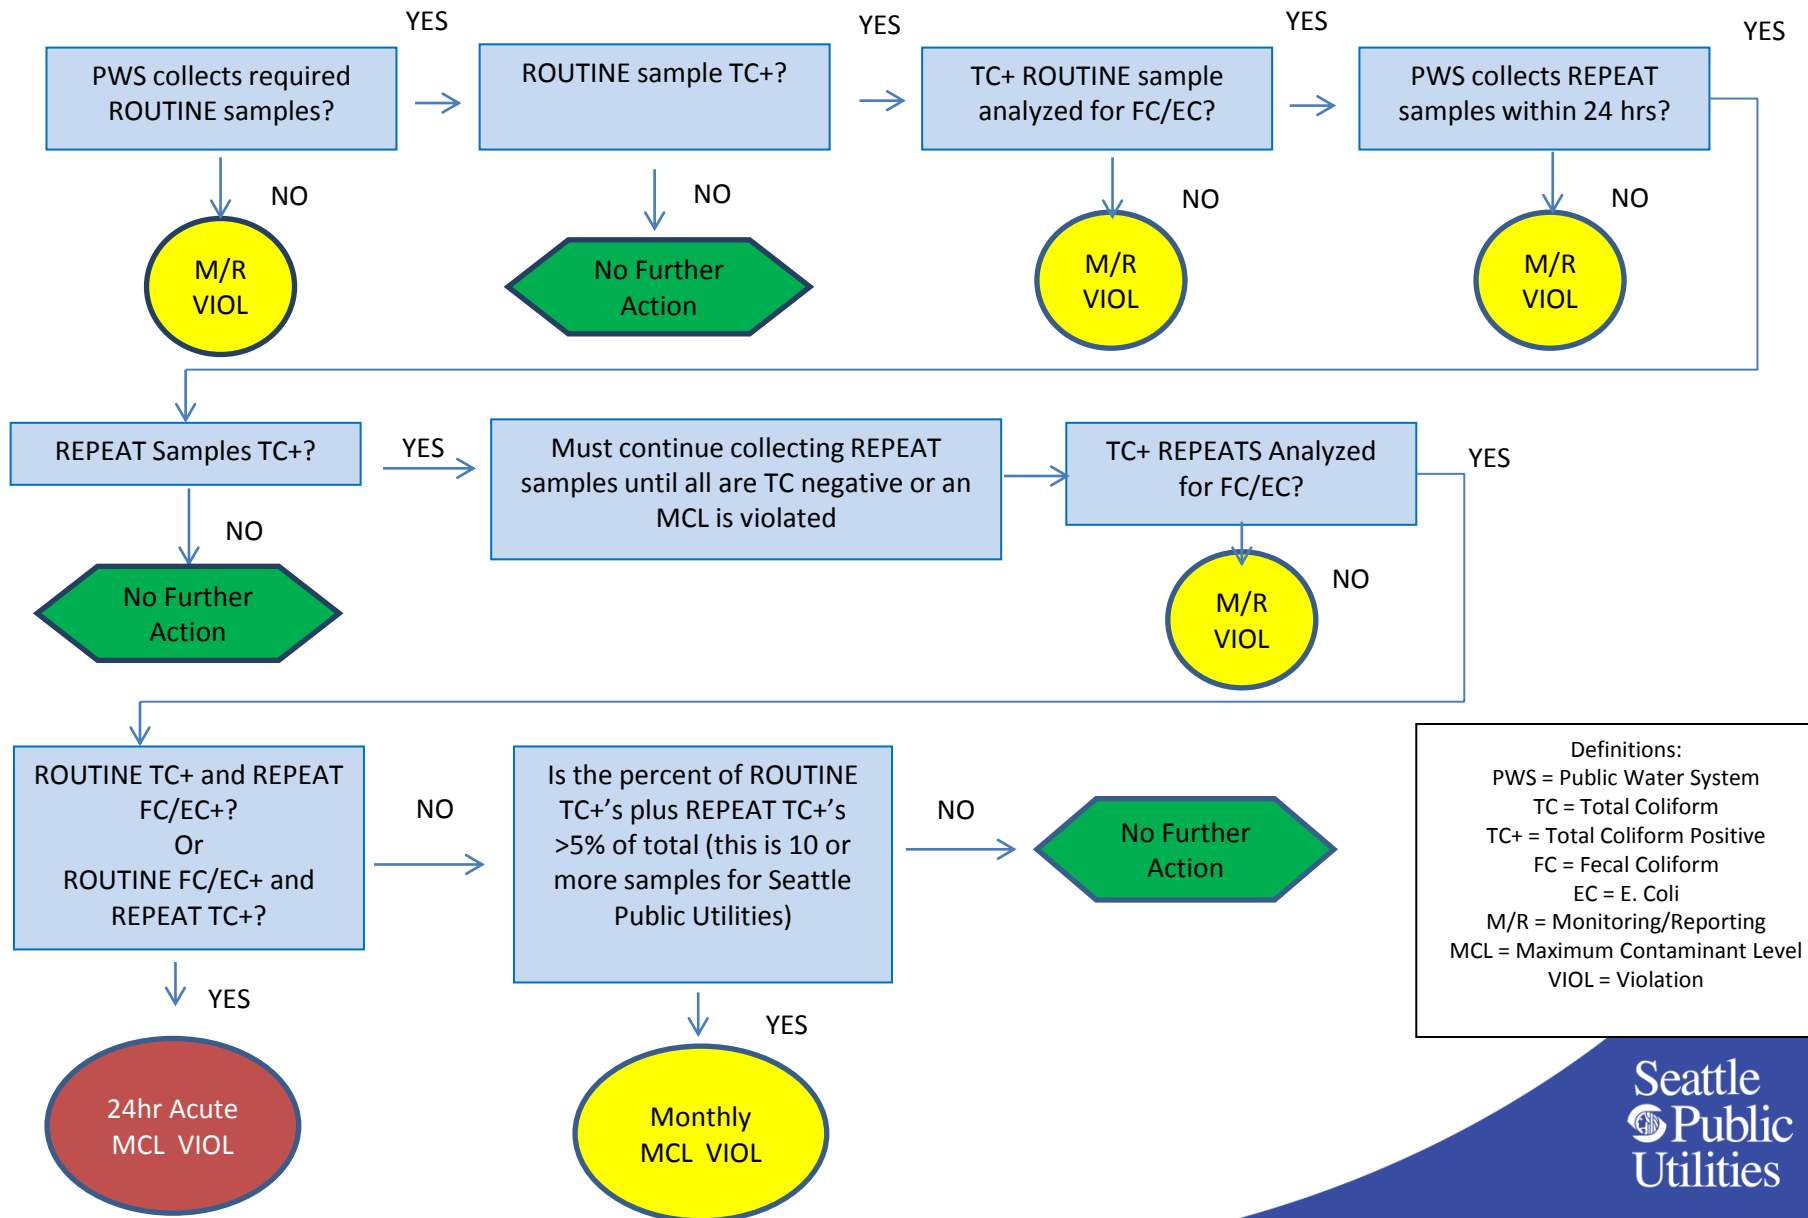 YES
YES
YES
YES
PWS collects required
ROUTINE samples?
ROUTINE sample TC+?
TC+ ROUTINE sample
analyzed for FC/EC?
PWS collects REPEAT
samples within 24 hrs?
NO
NO
NO
NO
M/R
VIOL
No Further
Action
M/R
VIOL
M/R
VIOL
REPEAT Samples TC+?
YES
Must continue collecting REPEAT
samples until all are TC negative or an
MCL is violated
TC+ REPEATS Analyzed
for FC/EC?
YES
NO
No Further
Action
NO
M/R
VIOL
ROUTINE TC+ and REPEAT
FC/EC+?
Or
ROUTINE FC/EC+ and
REPEAT TC+?
NO
Is the percent of ROUTINE
TC+’s plus REPEAT TC+’s
>5% of total (this is 10 or
more samples for Seattle
Public Utilities)
NO
No Further
Action
Definitions:
PWS = Public Water System
TC = Total Coliform
TC+ = Total Coliform Positive
FC = Fecal Coliform
EC = E. Coli
M/R = Monitoring/Reporting
MCL = Maximum Contaminant Level
VIOL = Violation
YES
YES
24hr Acute
MCL VIOL
Monthly
MCL VIOL
Seattle
Public
Utilities